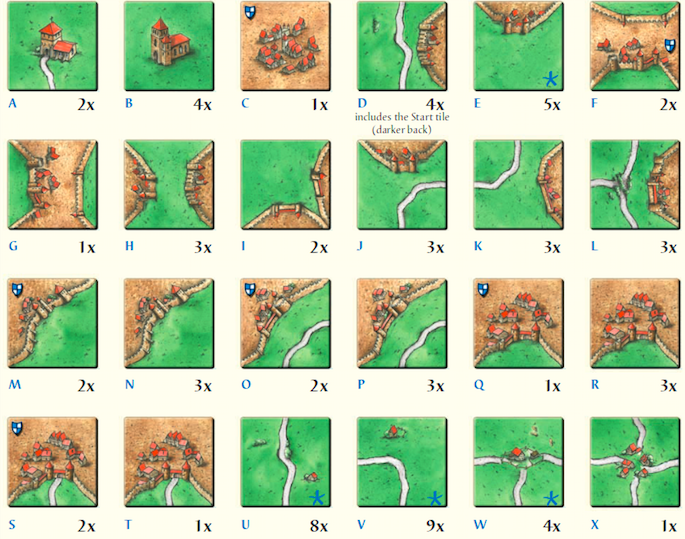 A 2x B 4x C 1x D 4x E 5x F 2x
includes the Start tile
(darker back)
G 1x H 3x I 2x J 3x K 3x L 3x
M 2x N 3x O 2x P 3x Q 1x R 3x
S 2x T 1x U 8x V 9x W 4x X 1x